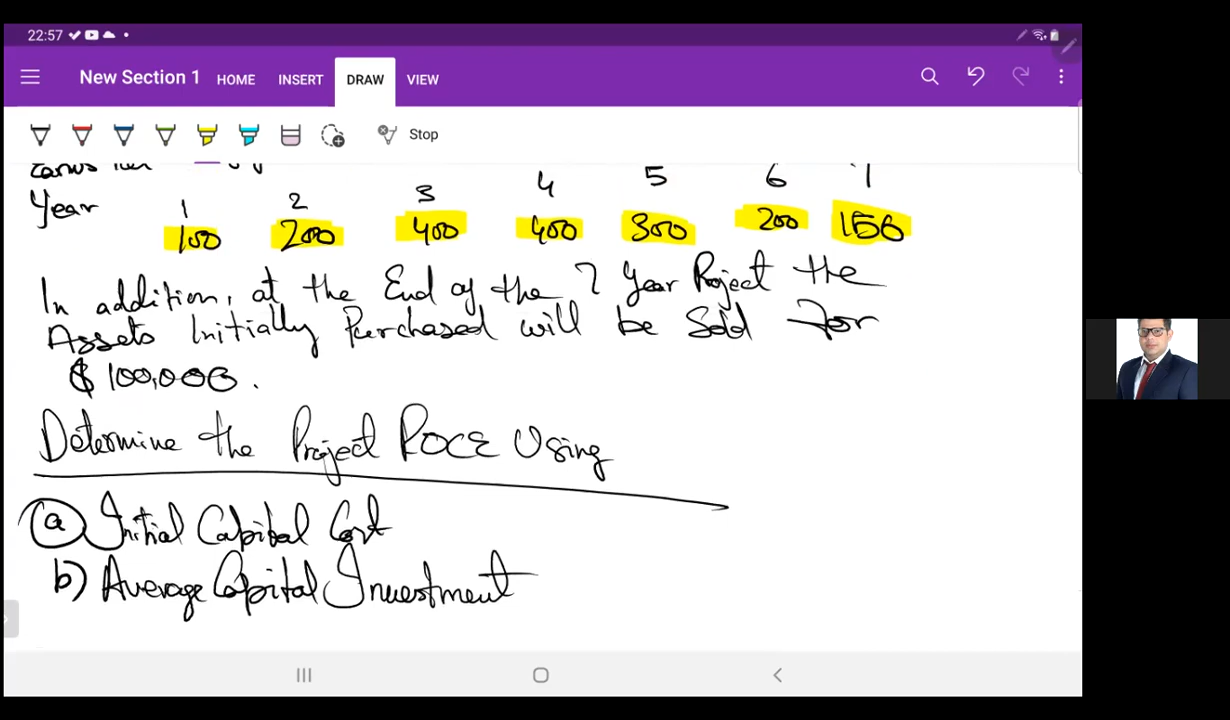 22:57
New Section 1 HOME INSERT DRAW VIEW
Stop
Year 1 2 3 4 5 6 7
100 200 400 400 300 200 150
In addition, at the End of the 7 Year Project the
Assets Initially Purchased will be Sold For
$100,000.
Determine the Project ROCE Using
a) Initial Capital Cost
b) Average Capital Investment